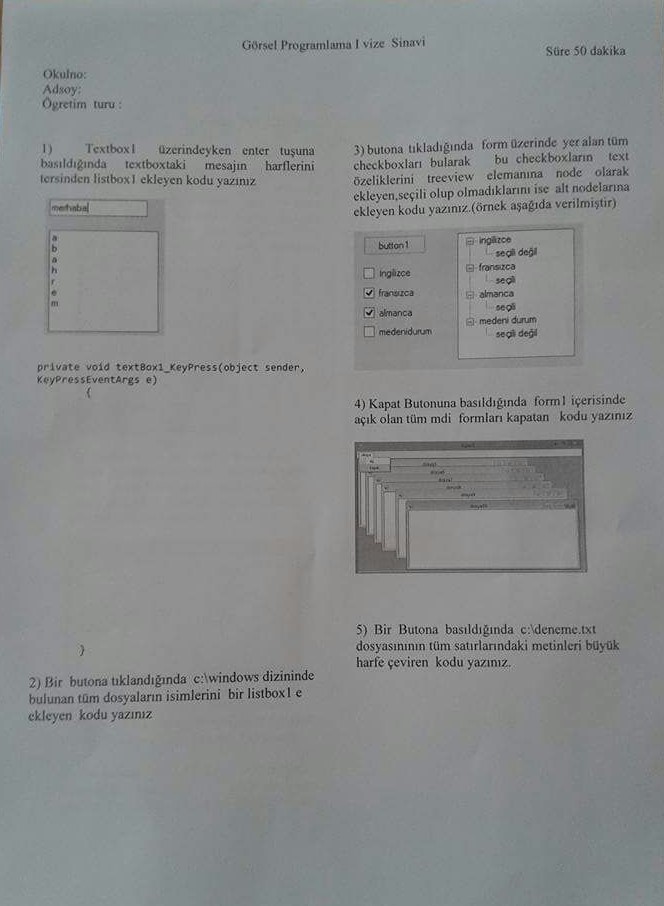 Görsel Programlama I vize Sinavi
Süre 50 dakika
Okulno:
Adsoy:
Ögretim turu :
1) Textbox1 üzerindeyken enter tuşuna
basıldığında textboxtaki mesajın harflerini
tersinden listbox1 ekleyen kodu yazınız
merhaba
a
b
a
h
r
e
m
private void textBox1_KeyPress(object sender,
KeyPressEventArgs e)
{
}
2) Bir butona tıklandığında c:\windows dizininde
bulunan tüm dosyaların isimlerini bir listbox1 e
ekleyen kodu yazınız
3) butona tıkladığında form üzerinde yer alan tüm
checkboxları bularak bu checkboxların text
özeliklerini treeview elemanına node olarak
ekleyen,seçili olup olmadıklarını ise alt nodelarına
ekleyen kodu yazınız.(örnek aşağıda verilmiştir)
button1
ingilizce
fransızca
almanca
medenidurum
ingilizce
seçili değil
fransızca
seçili
almanca
seçili
medeni durum
seçili değil
4) Kapat Butonuna basıldığında form1 içerisinde
açık olan tüm mdi formları kapatan kodu yazınız
5) Bir Butona basıldığında c:\deneme.txt
dosyasınının tüm satırlarındaki metinleri büyük
harfe çeviren kodu yazınız.